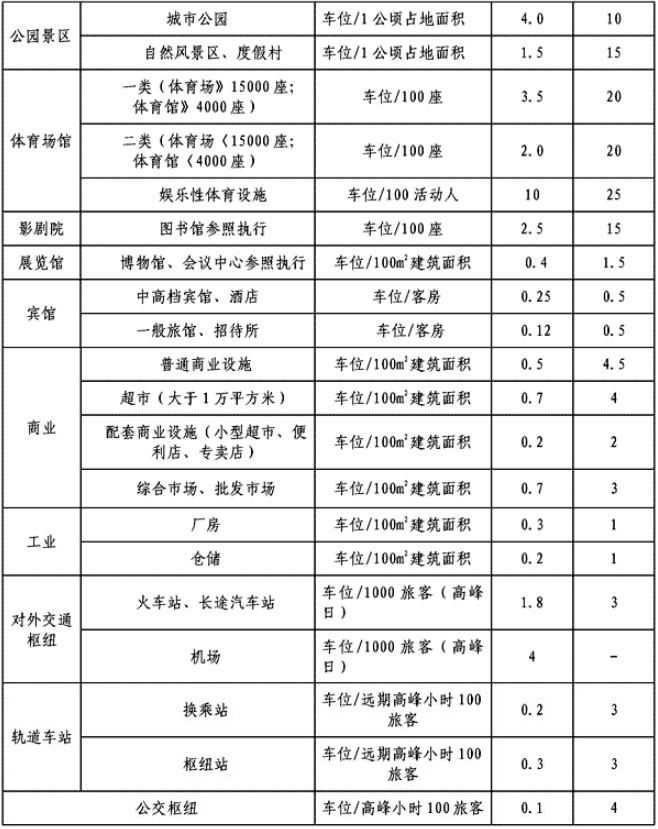 公园景区
城市公园 车位/1公顷占地面积 4.0 10
自然风景区、度假村 车位/1公顷占地面积 1.5 15
体育场馆
一类（体育场》15000座；
体育馆》4000座） 车位/100座 3.5 20
二类（体育场〈15000座；
体育馆〈4000座） 车位/100座 2.0 20
娱乐性体育设施 车位/100活动人 10 25
影剧院 图书馆参照执行 车位/100座 2.5 15
展览馆 博物馆、会议中心参照执行 车位/100m²建筑面积 0.4 1.5
宾馆
中高档宾馆、酒店 车位/客房 0.25 0.5
一般旅馆、招待所 车位/客房 0.12 0.5
商业
普通商业设施 车位/100m²建筑面积 0.5 4.5
超市（大于1万平方米） 车位/100m²建筑面积 0.7 4
配套商业设施（小型超市、便
利店、专卖店） 车位/100m²建筑面积 0.2 2
综合市场、批发市场 车位/100m²建筑面积 0.7 3
工业
厂房 车位/100m²建筑面积 0.3 1
仓储 车位/100m²建筑面积 0.2 1
对外交通
枢纽
火车站、长途汽车站 车位/1000旅客（高峰
日） 1.8 3
机场 车位/1000旅客（高峰
日） 4 -
轨道车站
换乘站 车位/远期高峰小时100
旅客 0.2 3
枢纽站 车位/远期高峰小时100
旅客 0.3 3
公交枢纽 车位/高峰小时100旅客 0.1 4